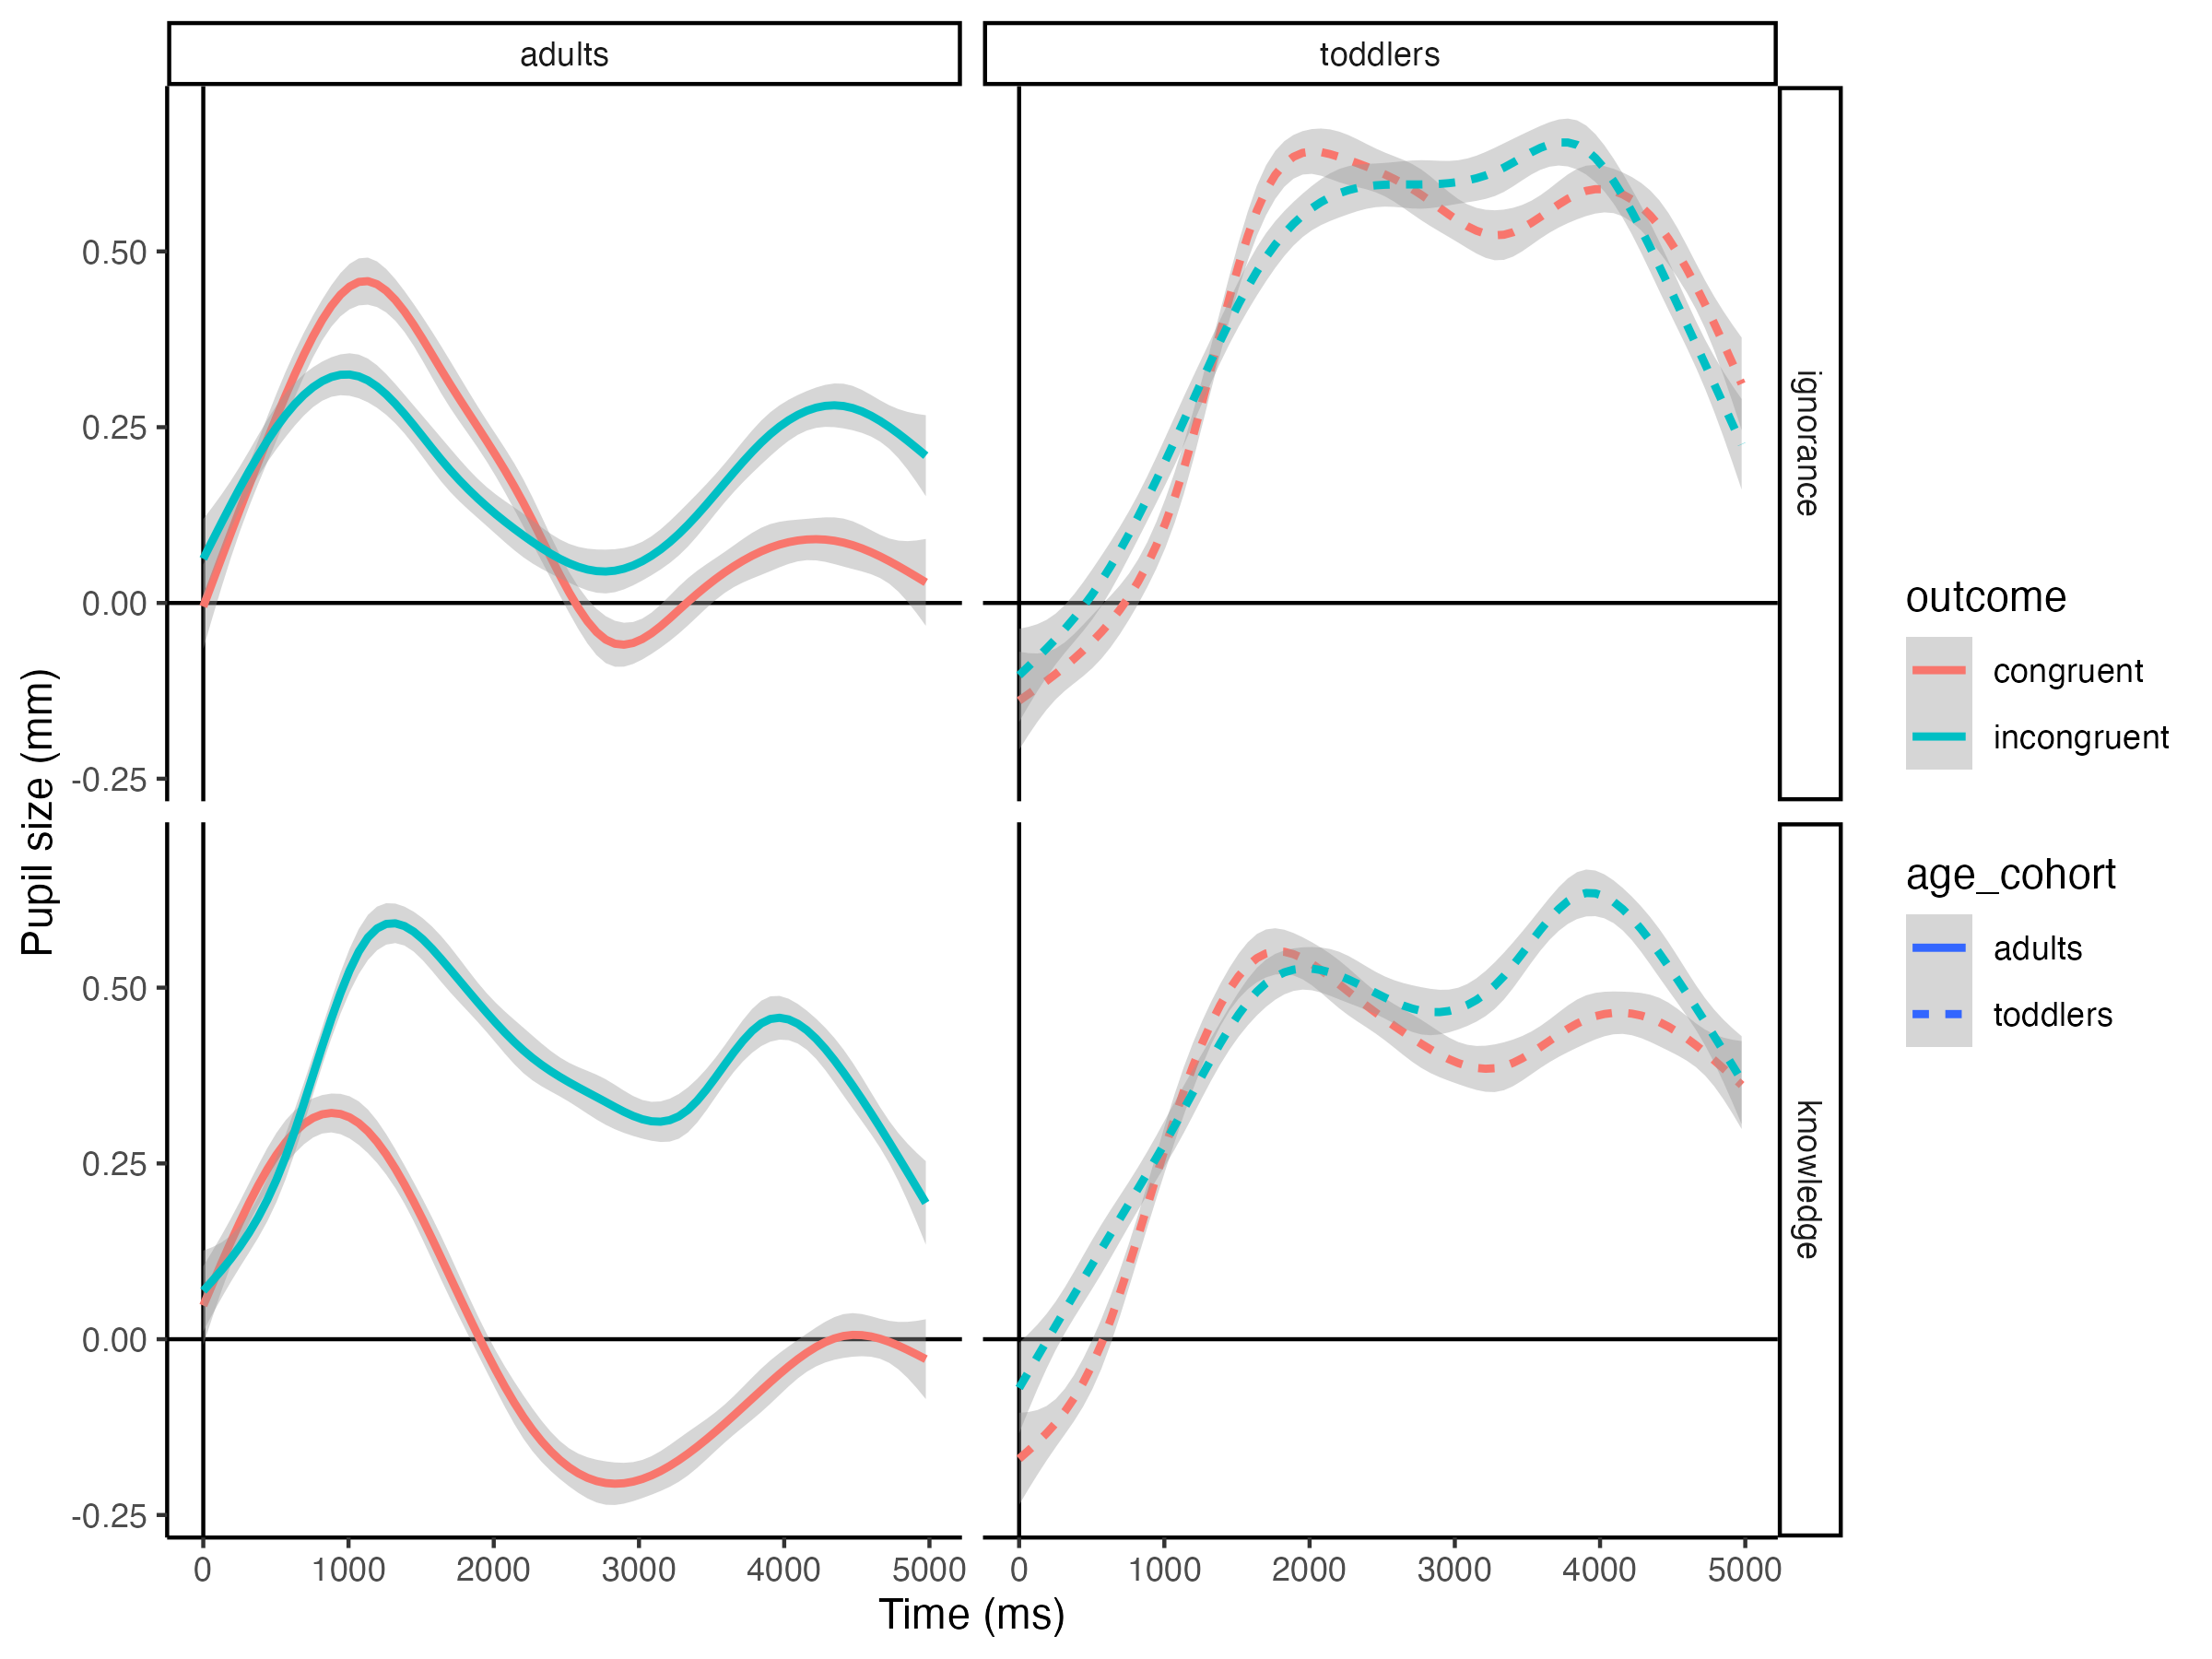 adults
toddlers
ignorance
knowledge
Pupil size (mm)
0.50
0.25
0.00
-0.25
0.50
0.25
0.00
-0.25
0 1000 2000 3000 4000 5000
0 1000 2000 3000 4000 5000
Time (ms)
outcome
congruent
incongruent
age_cohort
adults
toddlers